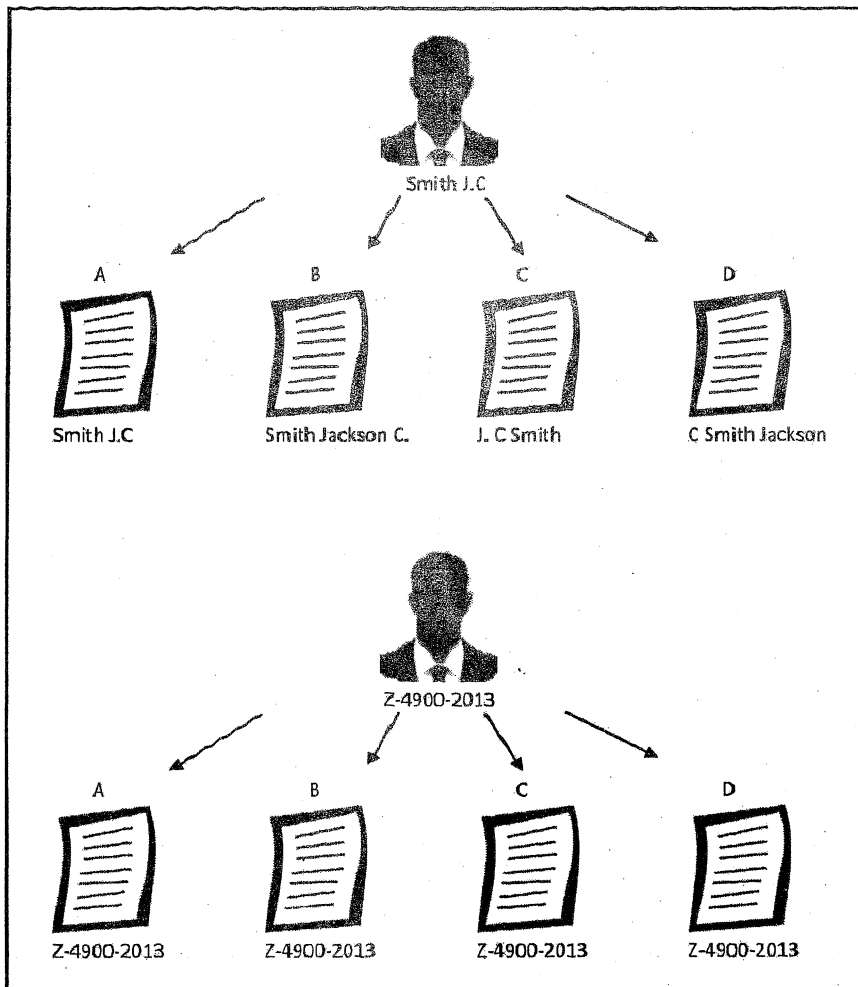 Smith J.C
A B C D
Smith J.C Smith Jackson C. J. C Smith C Smith Jackson
Z-4900-2013
A B C D
Z-4900-2013 Z-4900-2013 Z-4900-2013 Z-4900-2013